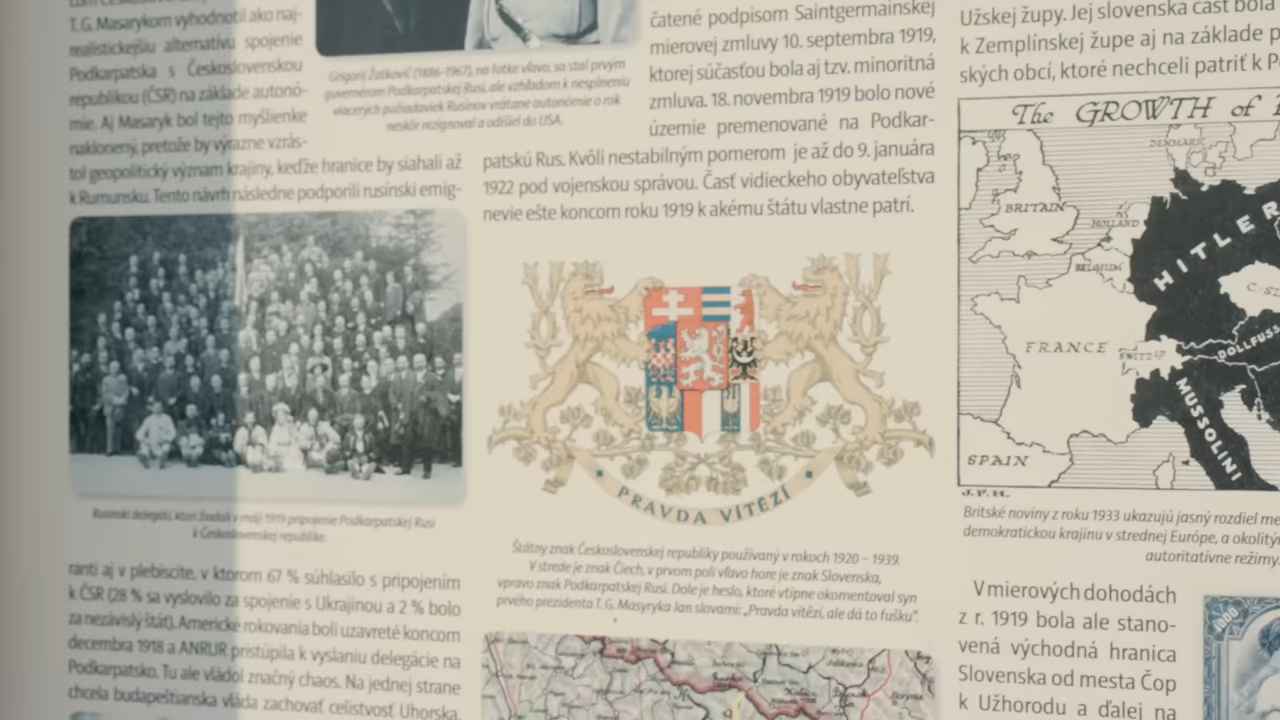 T. G. Masarykom vyhodnotil ako naj-
realistickejšiu alternatívu spojenie
Podkarpatska s Československou
republikou (ČSR) na základe autonó-
mie. Aj Masaryk bol tejto myšlienke
naklonený, pretože by výrazne vzrás-
tol geopolitický význam krajiny, keďže hranice by siahali až
k Rumunsku. Tento návrh následne podporili rusínski emig-
Rusínski delegáti, ktorí žiadali v máji 1919 pripojenie Podkarpatskej Rusi
k Československej republike.
ranti aj v plebiscite, v ktorom 67 % súhlasilo s pripojením
k ČSR (28 % sa vyslovilo za spojenie s Ukrajinou a 2 % bolo
za nezávislý štát). Americké rokovania boli uzavreté koncom
decembra 1918 a ANRUR pristúpila k vyslaniu delegácie na
Podkarpatsko. Tu ale vládol značný chaos. Na jednej strane
chcela budapeštianska vláda zachovať celistvosť Uhorska,
Grigorij Žatkovič (1886-1967), na fotke vľavo, sa stal prvým
guvernérom Podkarpatskej Rusi, ale vzhľadom k nesplneniu
viacerých požiadaviek Rusínov vrátane autonómie o rok
neskôr rezignoval a odišiel do USA.
čatené podpisom Saintgermainskej
mierovej zmluvy 10. septembra 1919,
ktorej súčasťou bola aj tzv. minoritná
zmluva. 18. novembra 1919 bolo nové
územie premenované na Podkar-
patskú Rus. Kvôli nestabilným pomerom je až do 9. januára
1922 pod vojenskou správou. Časť vidieckeho obyvateľstva
nevie ešte koncom roku 1919 k akému štátu vlastne patrí.
PRAVDA VÍTĚZÍ
Štátny znak Československej republiky používaný v rokoch 1920 – 1939.
V strede je znak Čiech, v prvom poli vľavo hore je znak Slovenska,
vpravo znak Podkarpatskej Rusi. Dole je heslo, ktoré vtipne okomentoval syn
prvého prezidenta T. G. Masyryka Jan slovami: „Pravda vítězí, ale dá to fušku“.
Užskej župy. Jej slovenská časť bola
k Zemplínskej župe aj na základe
ských obcí, ktoré nechceli patriť k
The GROWTH of
DENMARK
BRITAIN
HOLLAND
BELGIUM
HITLER
FRANCE
SWITZ
DOLLFUSS
MUSSOLINI
SPAIN
J.F.H.
Britské noviny z roku 1933 ukazujú jasný rozdiel
demokratickou krajinu v strednej Európe, a
autoritatívne režimy.
V mierových dohodách
z r. 1919 bola ale stano-
vená východná hranica
Slovenska od mesta Čop
k Užhorodu a ďalej na
1000